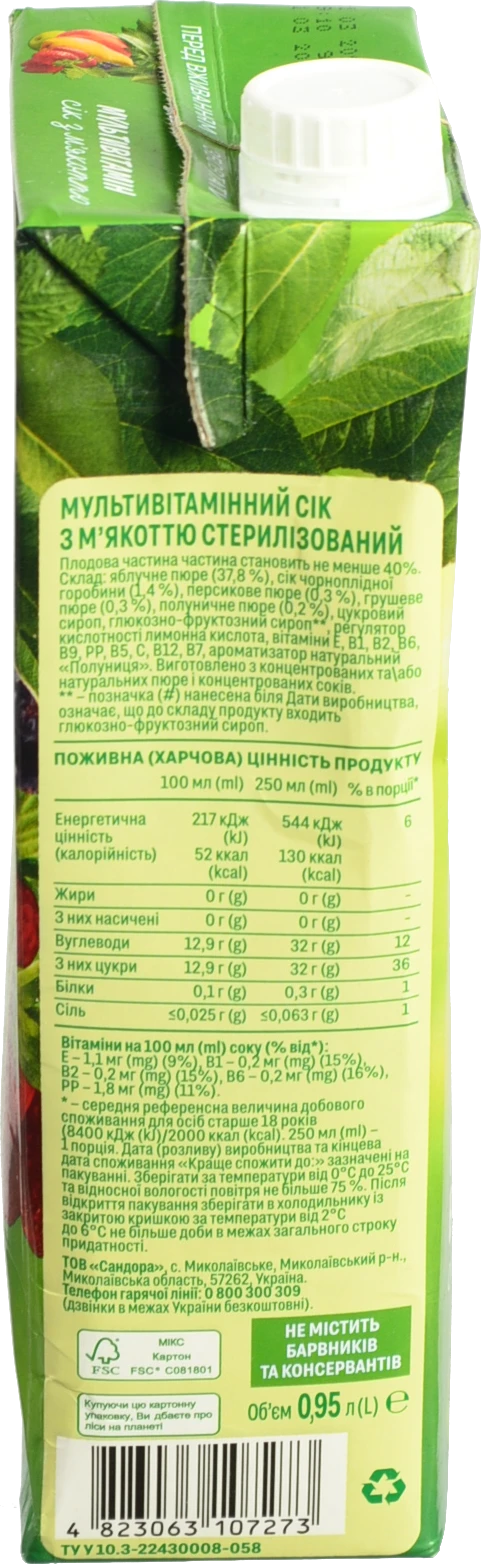 МУЛЬТИВІТАМІН
сік з м'якоттю
ПЕРЕД ВЖИВАННЯМ
МУЛЬТИВІТАМІННИЙ СІК
З М'ЯКОТТЮ СТЕРИЛІЗОВАНИЙ
Плодова частина частина становить не менше 40%.
Склад: яблучне пюре (37,8 %), сік чорноплідної
горобини (1,4 %), персикове пюре (0,3 %), грушеве
пюре (0,3 %), полуничне пюре (0,2 %), цукровий
сироп, глюкозно-фруктозний сироп**, регулятор
кислотності лимонна кислота, вітаміни Е, В1, В2, В6,
В9, РР, В5, С, В12, В7, ароматизатор натуральний
«Полуниця». Виготовлено з концентрованих та\або
натуральних пюре і концентрованих соків.
** – позначка (#) нанесена біля Дати виробництва,
означає, що до складу продукту входить
глюкозно-фруктозний сироп.
ПОЖИВНА (ХАРЧОВА) ЦІННІСТЬ ПРОДУКТУ
100 мл (ml) 250 мл (ml) % в порції*
Енергетична 217 кДж 544 кДж 6
цінність (kJ) (kJ)
(калорійність) 52 ккал 130 ккал
(kcal) (kcal)
Жири 0 г (g) 0 г (g) -
З них насичені 0 г (g) 0 г (g) -
Вуглеводи 12,9 г (g) 32 г (g) 12
З них цукри 12,9 г (g) 32 г (g) 36
Білки 0,1 г (g) 0,3 г (g) 1
Сіль ≤0,025 г (g) ≤0,063 г (g) 1
Вітаміни на 100 мл (ml) соку (% від*):
Е – 1,1 мг (mg) (9%), В1 – 0,2 мг (mg) (15%),
В2 – 0,2 мг (mg) (15%), В6 – 0,2 мг (mg) (16%),
РР – 1,8 мг (mg) (11%).
* – середня референсна величина добового
споживання для осіб старше 18 років
(8400 кДж (kJ)/2000 ккал (kcal). 250 мл (ml) –
1 порція. Дата (розливу) виробництва та кінцева
дата споживання «Краще спожити до:» зазначені на
пакуванні. Зберігати за температури від 0°С до 25°С
та відносної вологості повітря не більше 75 %. Після
відкриття пакування зберігати в холодильнику із
закритою кришкою за температури від 2°С
до 6°С не більше доби в межах загального строку
придатності.
ТОВ «Сандора», с. Миколаївське, Миколаївський р-н.,
Миколаївська область, 57262, Україна.
Телефон гарячої лінії: 0 800 300 309
(дзвінки в межах України безкоштовні).
FSC
МІКС
Картон
FSC® C081801
НЕ МІСТИТЬ
БАРВНИКІВ
ТА КОНСЕРВАНТІВ
Купуючи цю картонну
упаковку, Ви дбаєте про
ліси на планеті
Об'єм 0,95 л (L) ℮
4 823063 107273
ТУ У 10.3-22430008-058